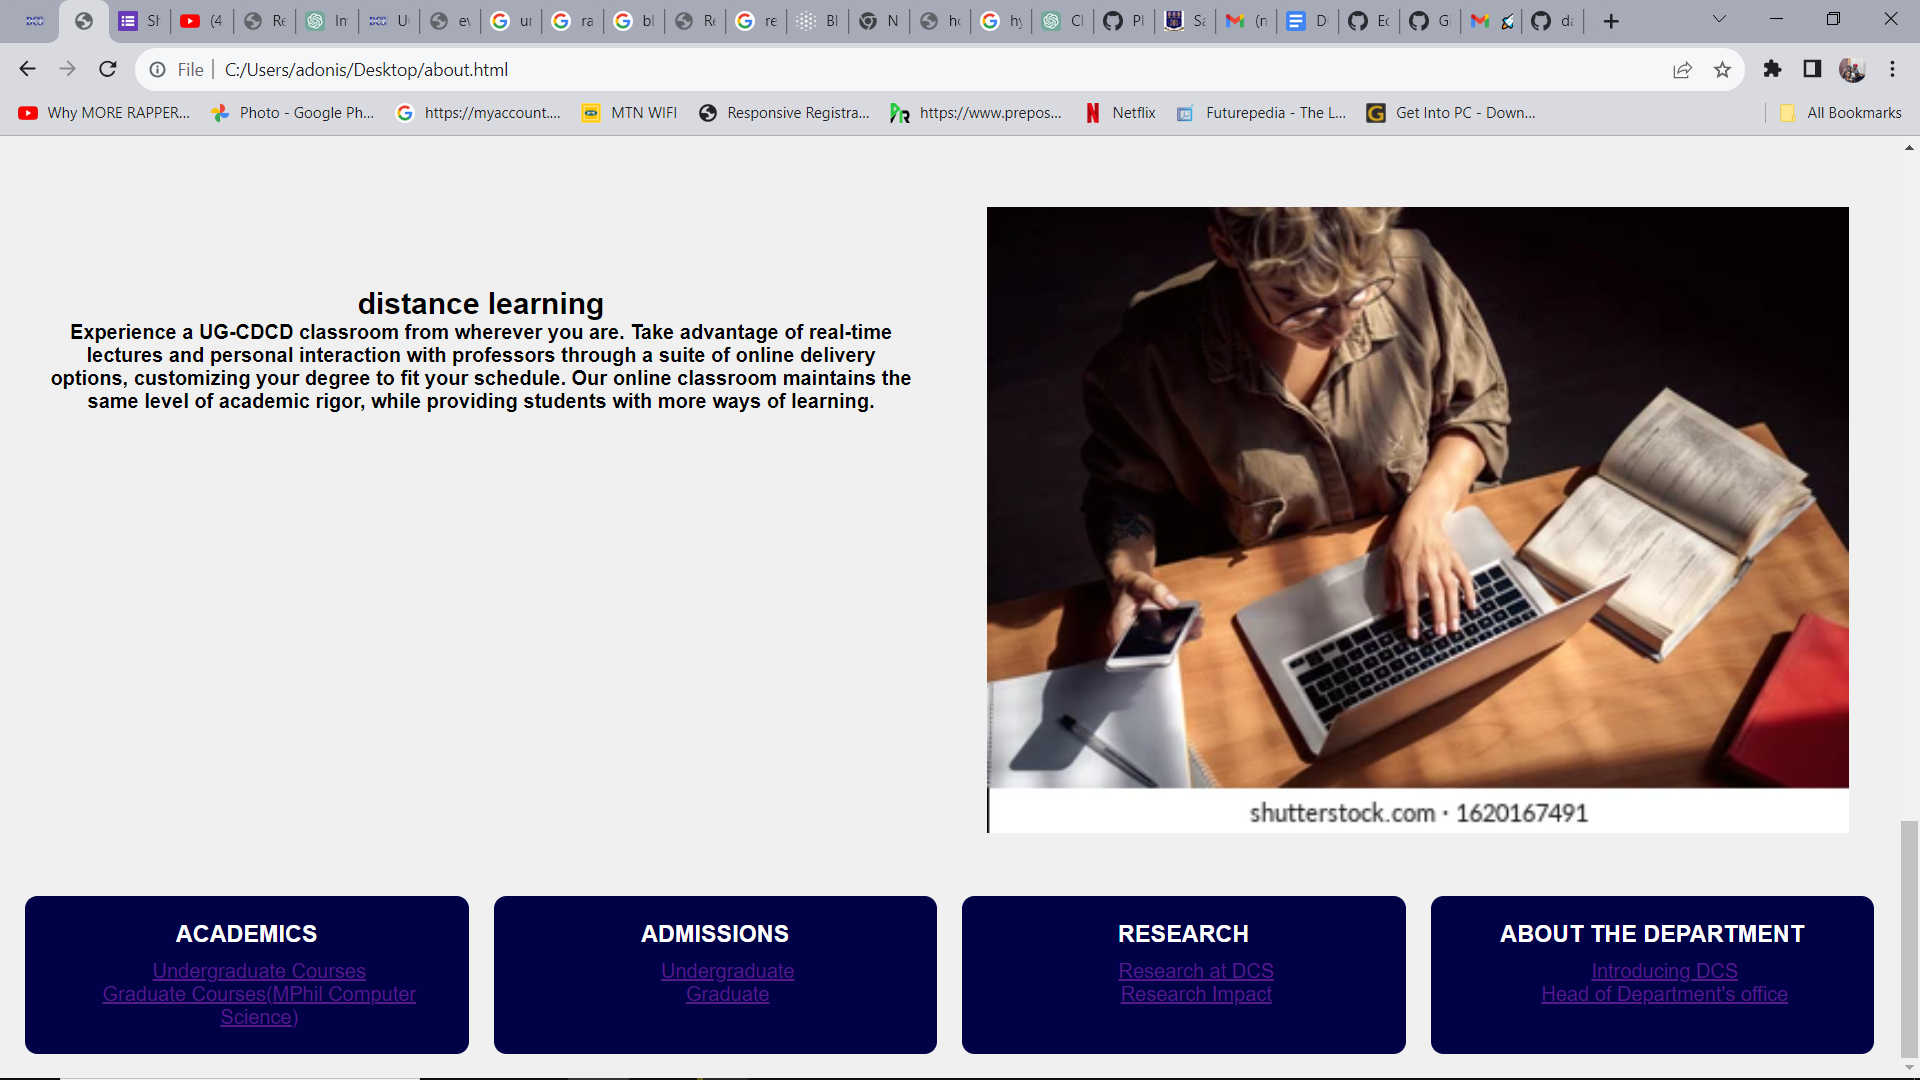 Sh
(4
Re
In
U
ev
un
ra
bl
Re
re
Bl
N
ho
hy
Cl
Pl
Sa
(n
D
Ec
Gi
da
File
C:/Users/adonis/Desktop/about.html
Why MORE RAPPER...
Photo - Google Ph...
https://myaccount....
MTN WIFI
Responsive Registra...
https://www.prepos...
Netflix
Futurepedia - The L...
Get Into PC - Down...
All Bookmarks
distance learning
Experience a UG-CDCD classroom from wherever you are. Take advantage of real-time
lectures and personal interaction with professors through a suite of online delivery
options, customizing your degree to fit your schedule. Our online classroom maintains the
same level of academic rigor, while providing students with more ways of learning.
shutterstock.com · 1620167491
ACADEMICS
Undergraduate Courses
Graduate Courses(MPhil Computer
Science)
ADMISSIONS
Undergraduate
Graduate
RESEARCH
Research at DCS
Research Impact
ABOUT THE DEPARTMENT
Introducing DCS
Head of Department's office